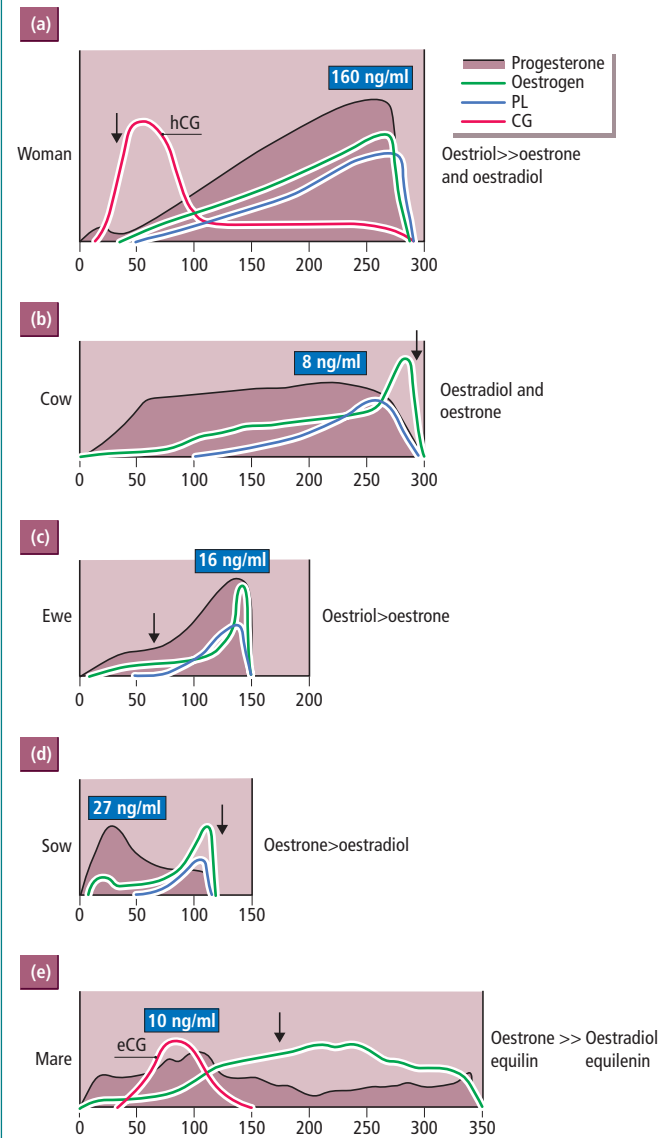 (a)
160 ng/ml
hCG
Woman
Progesterone
Oestrogen
PL
CG
Oestriol>>oestrone
and oestradiol
0 50 100 150 200 250 300
(b)
8 ng/ml
Cow
Oestradiol and
oestrone
0 50 100 150 200 250 300
(c)
16 ng/ml
Ewe
Oestriol>oestrone
0 50 100 150 200
(d)
27 ng/ml
Sow
Oestrone>oestradiol
0 50 100 150
(e)
10 ng/ml
eCG
Mare
Oestrone >> Oestradiol
equilin equilenin
0 50 100 150 200 250 300 350